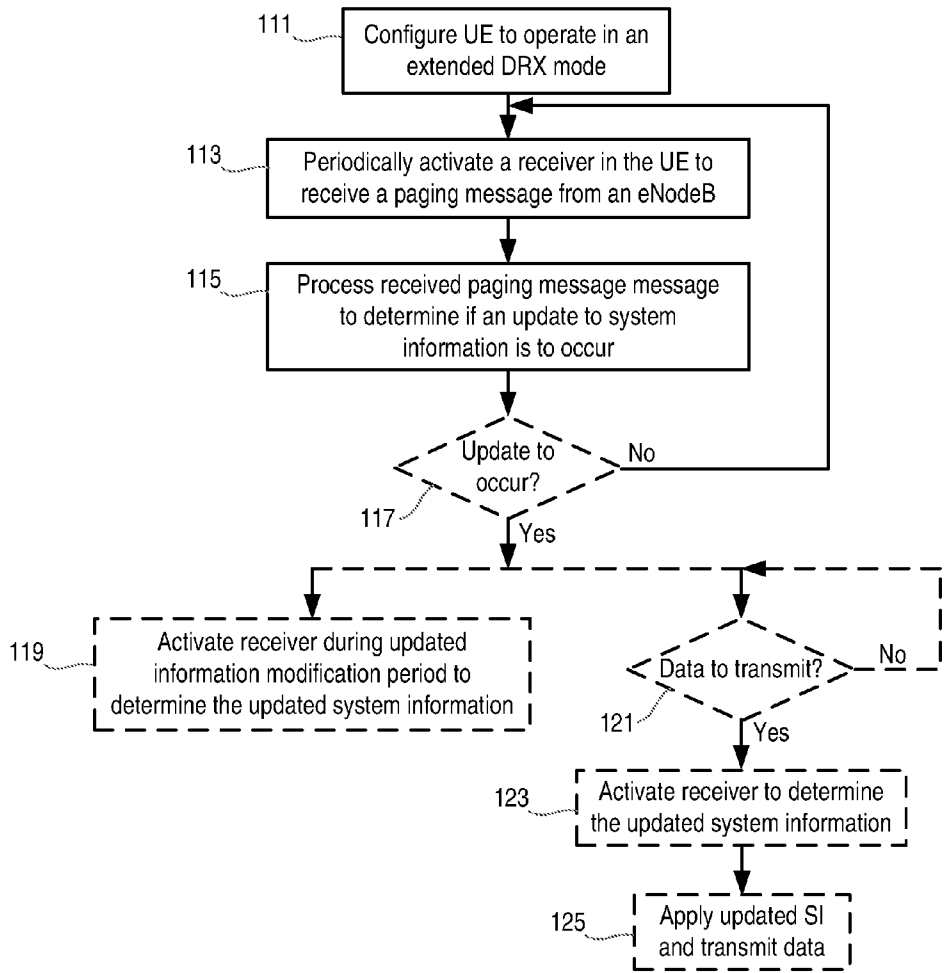 111
Configure UE to operate in an
extended DRX mode
113
Periodically activate a receiver in the UE to
receive a paging message from an eNodeB
115
Process received paging message message
to determine if an update to system
information is to occur
Update to
occur?
No
117
Yes
119
Activate receiver during updated
information modification period to
determine the updated system information
Data to transmit?
No
121
Yes
123
Activate receiver to determine
the updated system information
125
Apply updated SI
and transmit data